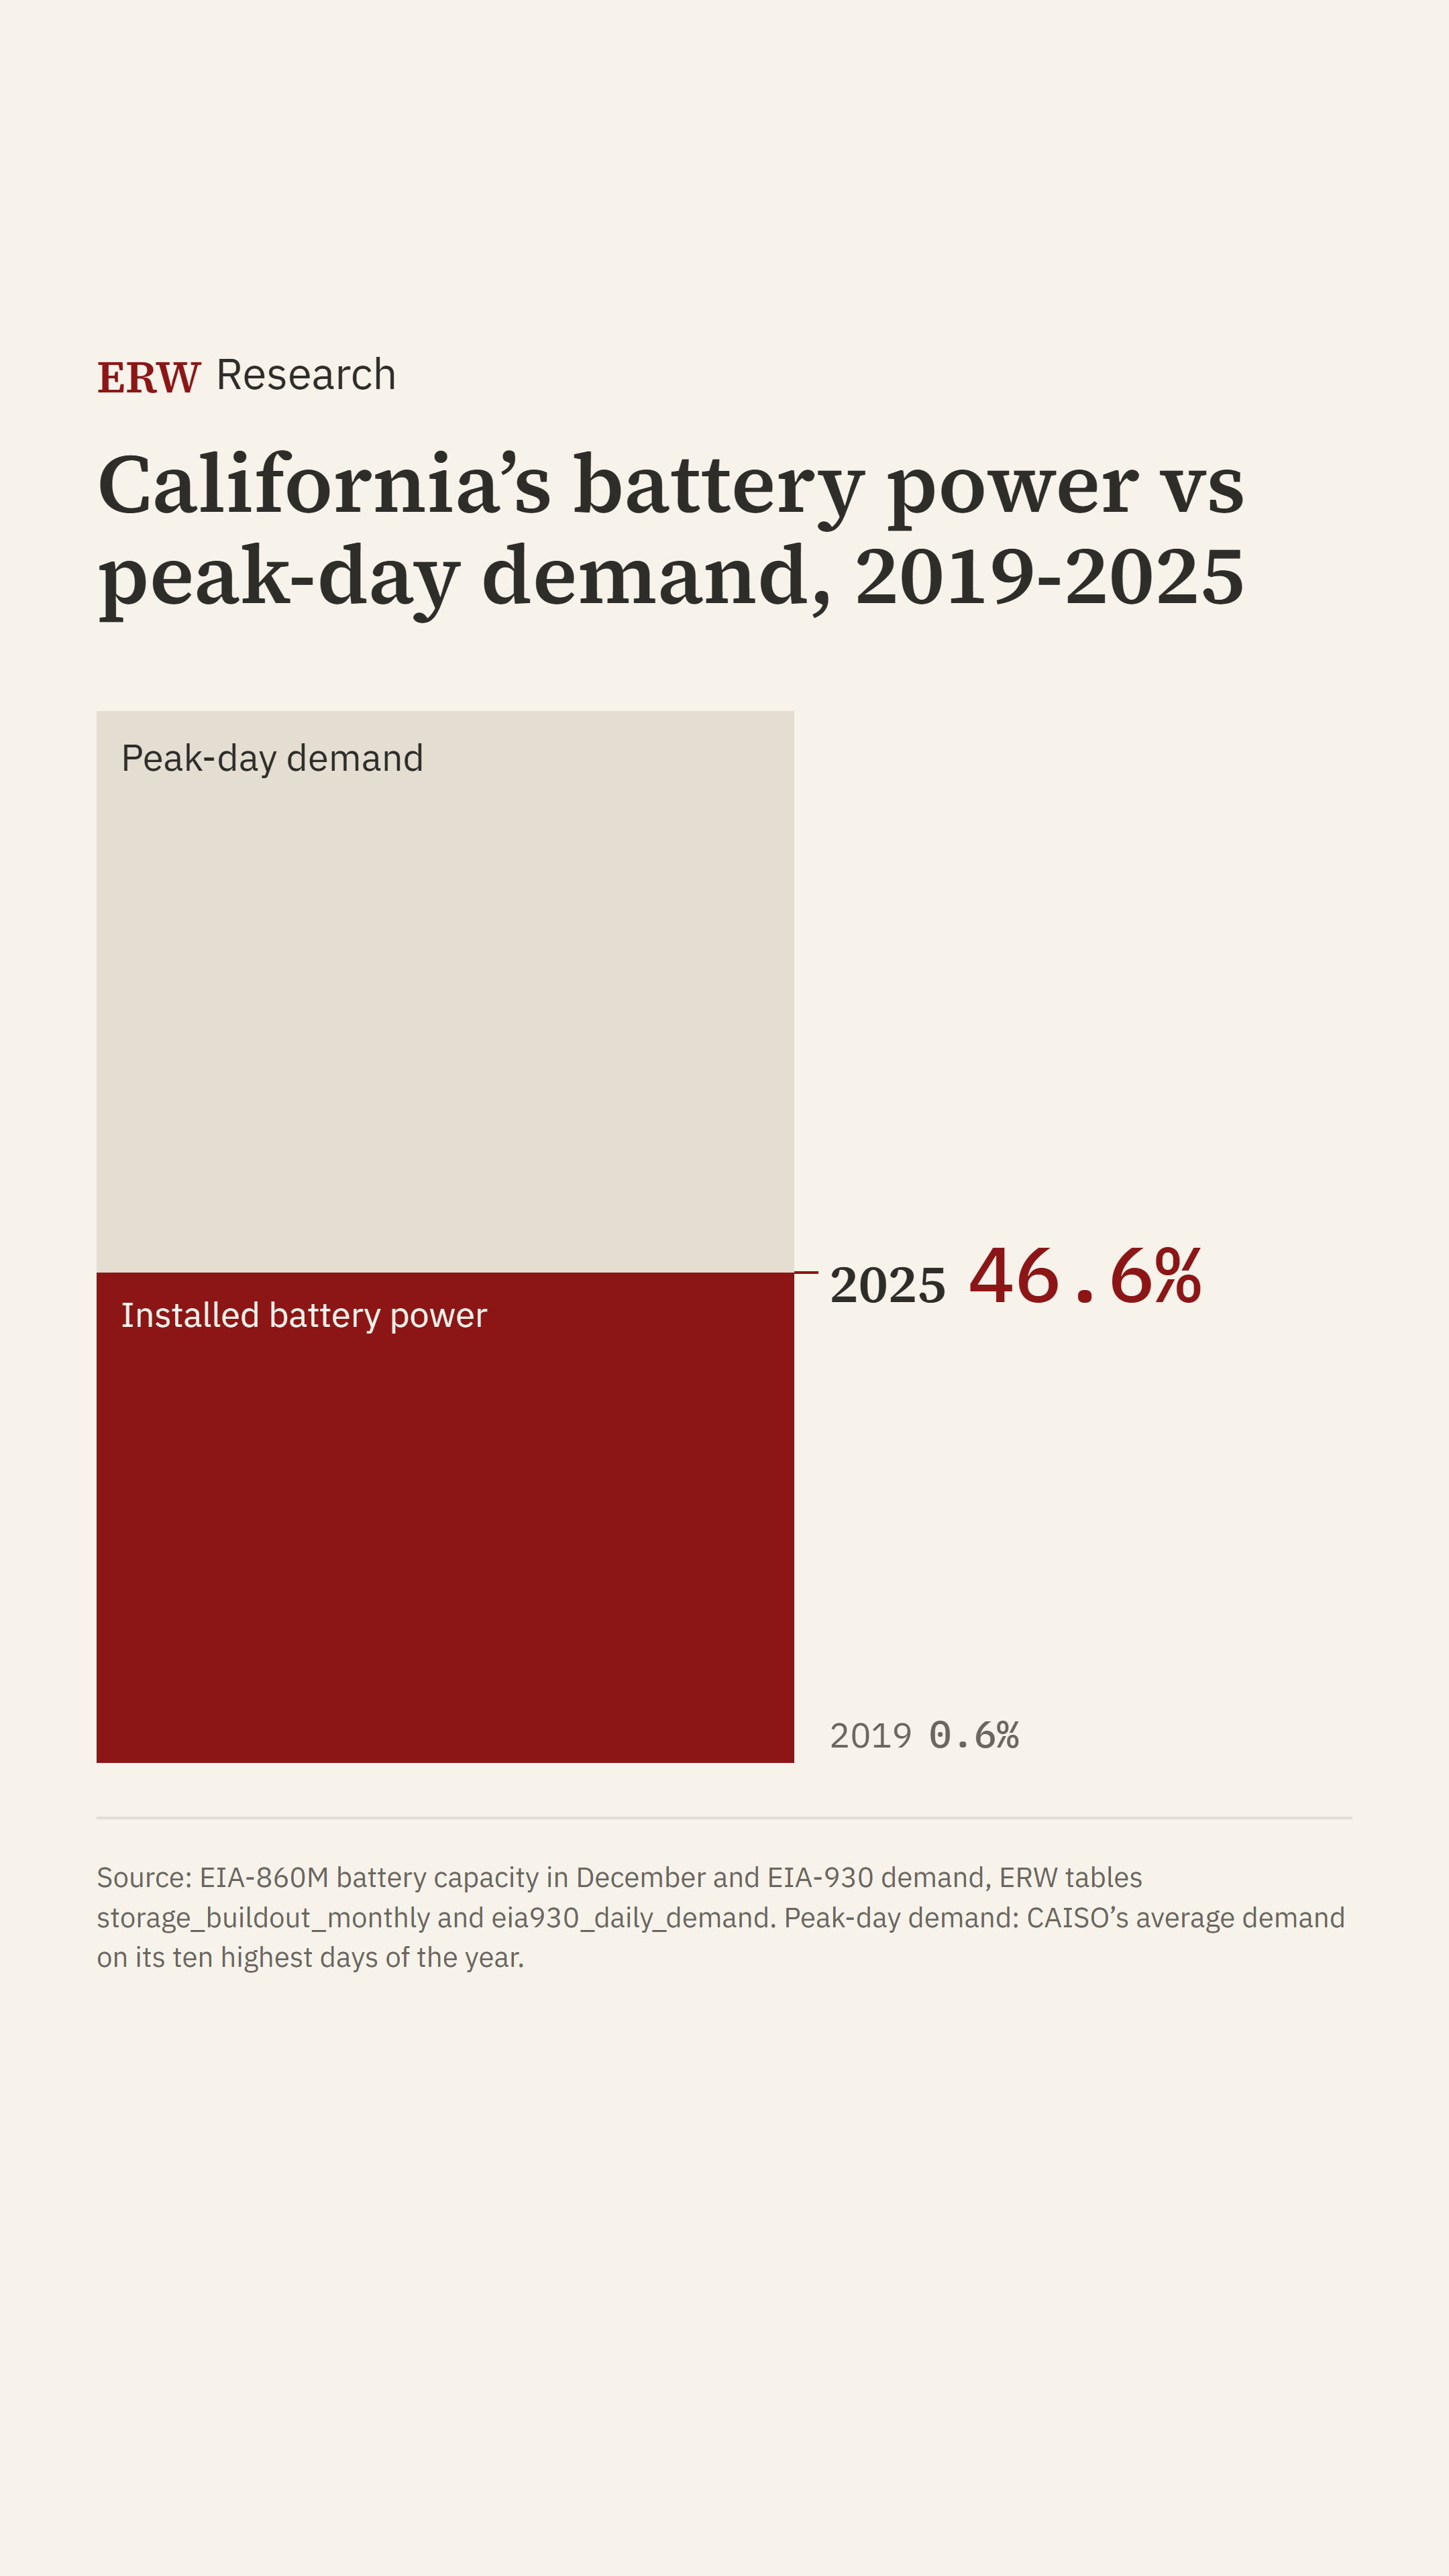 ERW Research
California’s battery power vs
peak-day demand, 2019-2025
Peak-day demand
2025 46.6%
Installed battery power
2019 0.6%
Source: EIA-860M battery capacity in December and EIA-930 demand, ERW tables
storage_buildout_monthly and eia930_daily_demand. Peak-day demand: CAISO’s average demand
on its ten highest days of the year.